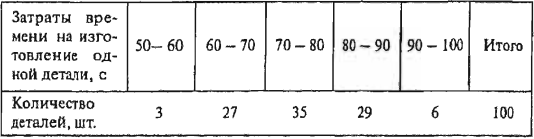 Затраты вре-
мени на изго-
товление од-
ной детали, с
50– 60 60 – 70 70 – 80 80 – 90 90 – 100 Итого
Количество
деталей, шт.
3 27 35 29 6 100